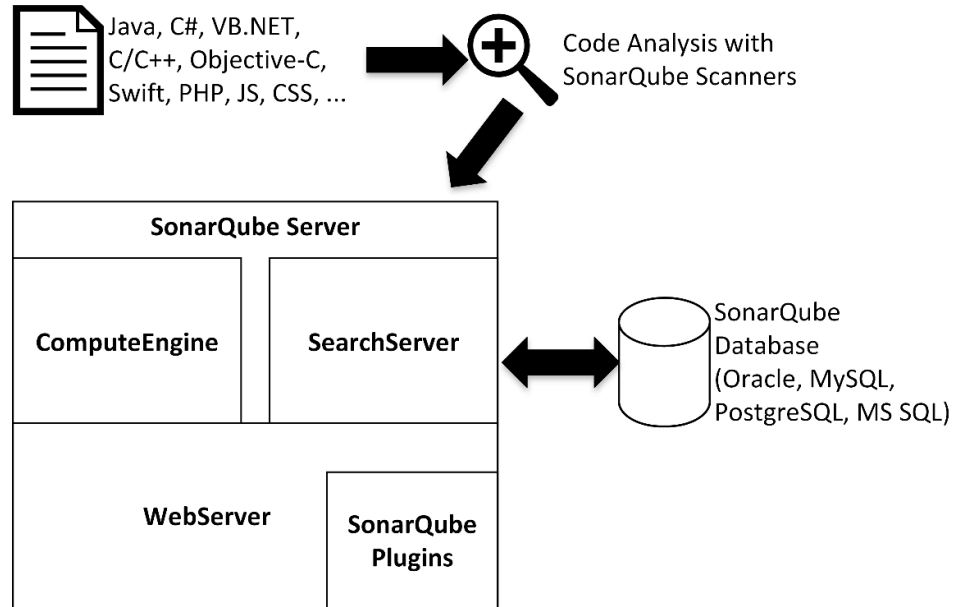 Java, C#, VB.NET,
C/C++, Objective-C,
Swift, PHP, JS, CSS, ...
Code Analysis with
SonarQube Scanners
SonarQube Server
ComputeEngine
SearchServer
SonarQube
Database
(Oracle, MySQL,
PostgreSQL, MS SQL)
WebServer
SonarQube
Plugins